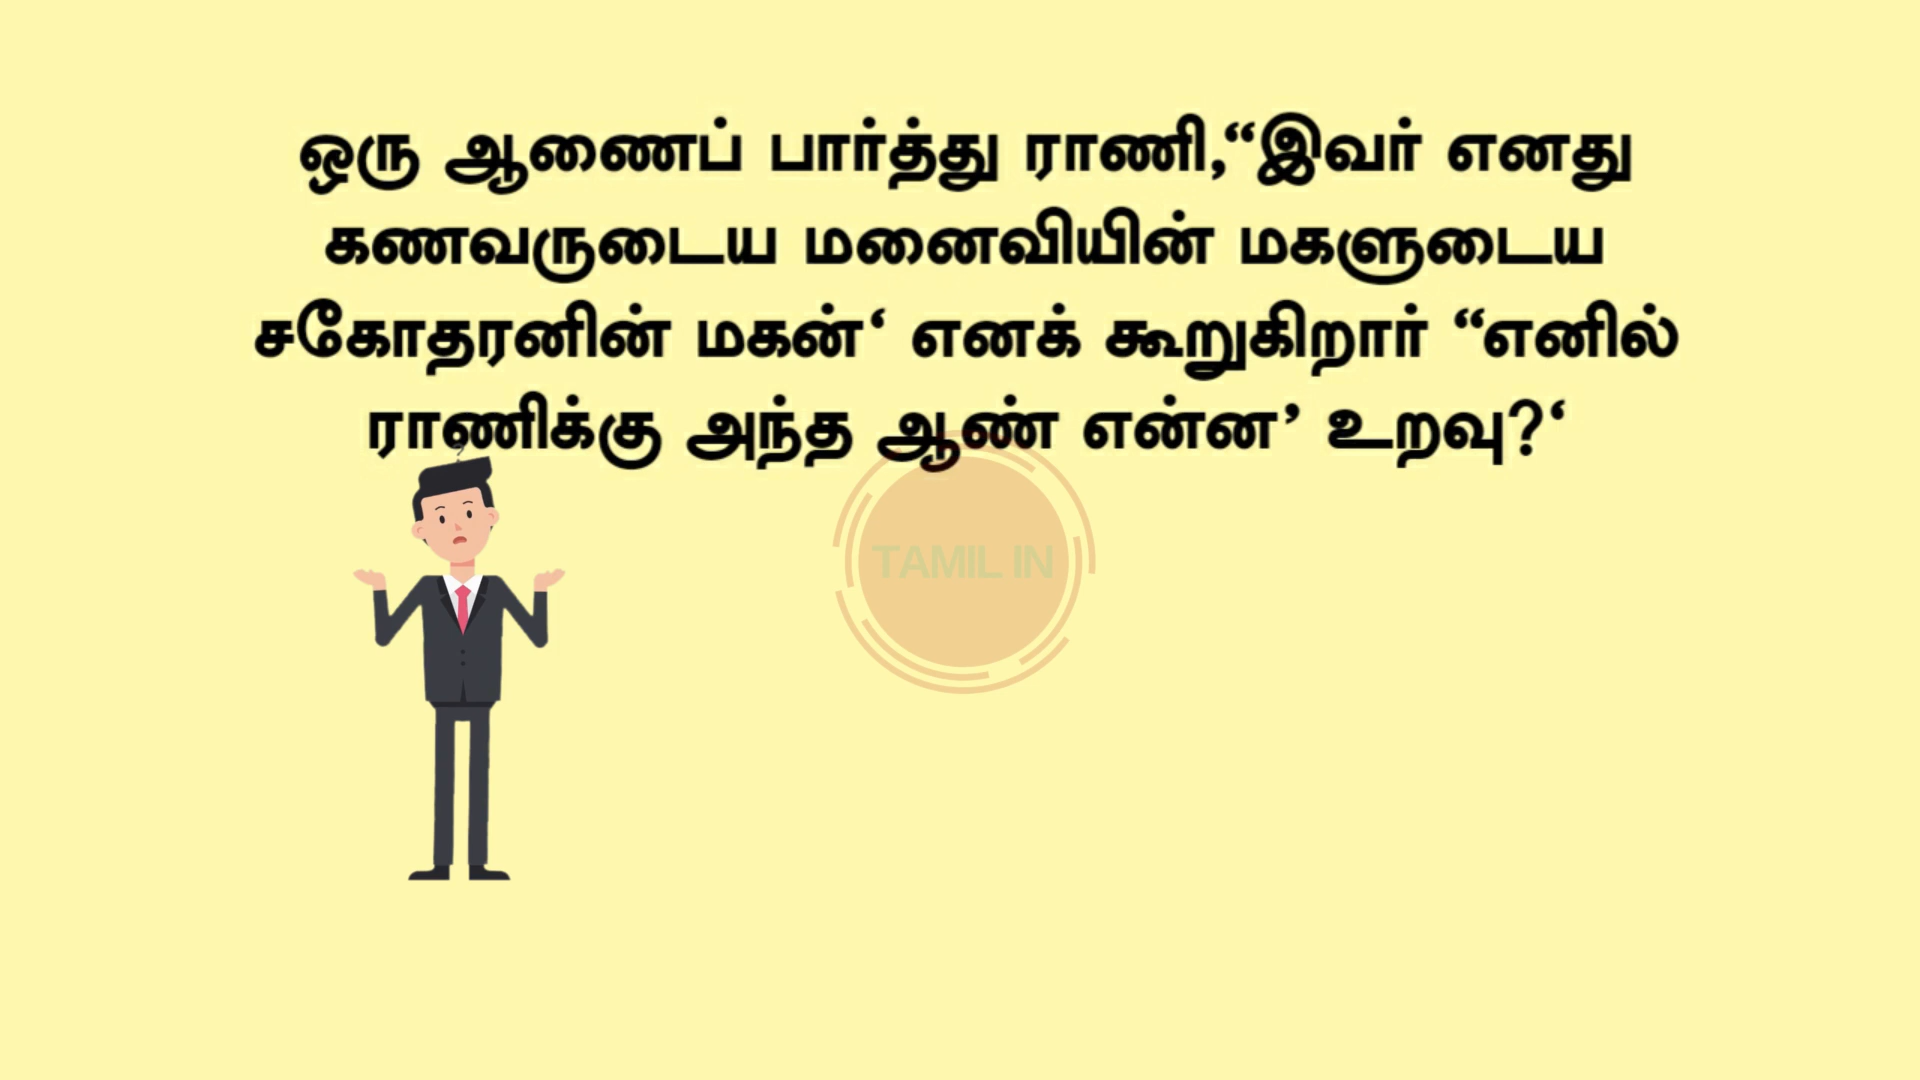 ஒரு ஆணைப் பார்த்து ராணி,“இவர் எனது
கணவருடைய மனைவியின் மகளுடைய
சகோதரனின் மகன்‘ எனக் கூறுகிறார் “எனில்
ராணிக்கு அந்த ஆண் என்ன’ உறவு?‘
?
TAMIL IN